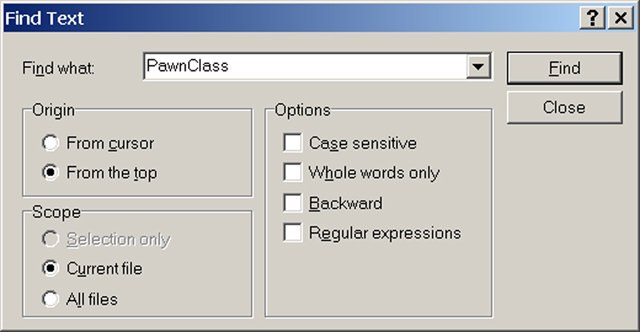 Find Text
Find what:
PawnClass
Find
Close
Origin
From cursor
From the top
Scope
Selection only
Current file
All files
Options
Case sensitive
Whole words only
Backward
Regular expressions